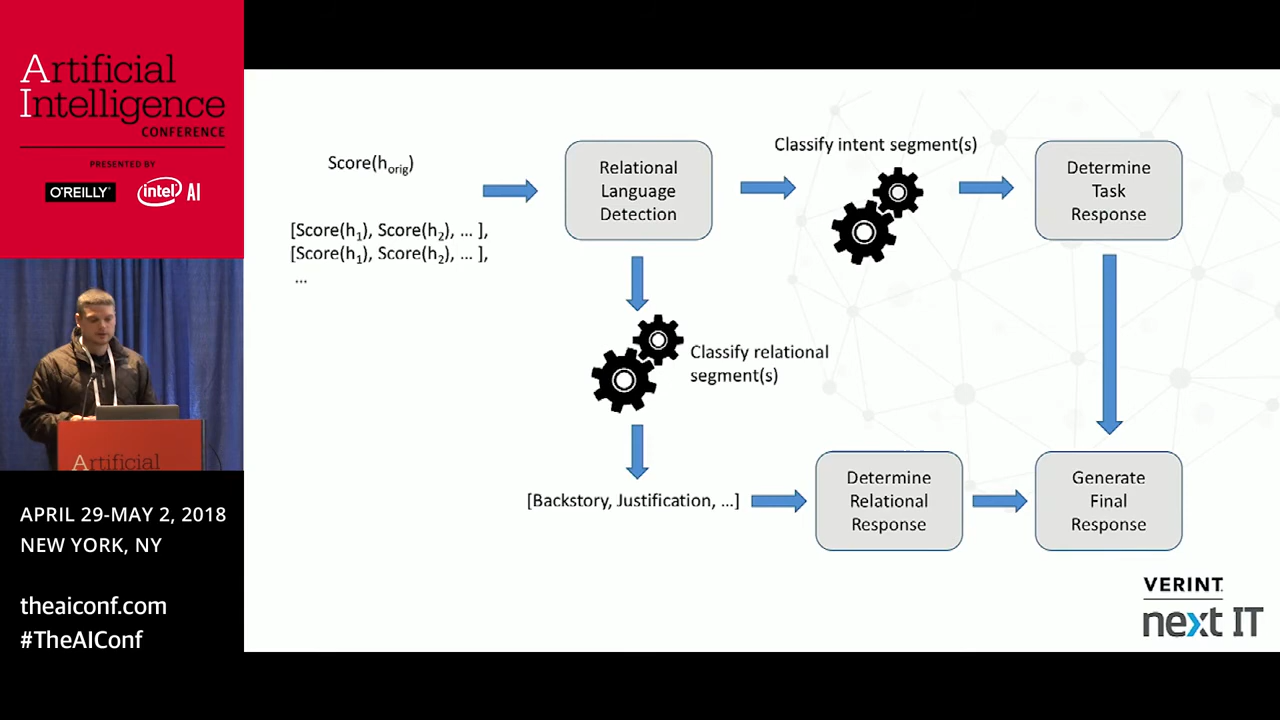 Artificial
Intelligence
CONFERENCE
PRESENTED BY
O'REILLY
intel AI
Artificial
APRIL 29-MAY 2, 2018
NEW YORK, NY
theaiconf.com
#TheAIConf
Score(h_orig)
[Score(h₁), Score(h₂), ... ],
[Score(h₁), Score(h₂), ... ],
...
Relational
Language
Detection
Classify intent segment(s)
Determine
Task
Response
Classify relational
segment(s)
[Backstory, Justification, ...]
Determine
Relational
Response
Generate
Final
Response
VERINT.
next IT